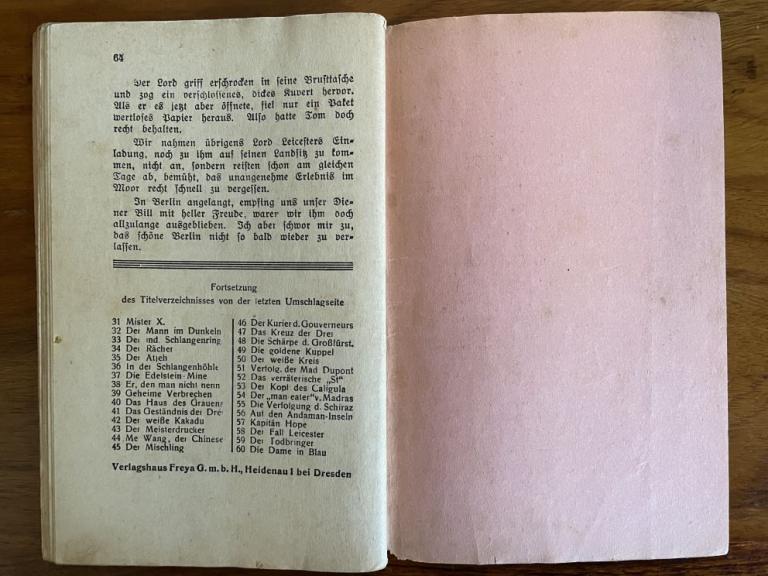 64
Der Lord griff erschrocken in seine Brusttasche
und zog ein verschlossenes, dickes Kuvert hervor.
Als er es jetzt aber öffnete, fiel nur ein Paket
wertloses Papier heraus. Also hatte Tom doch
recht behalten.
Wir nahmen übrigens Lord Leicesters Ein-
ladung, noch zu ihm auf seinen Landsitz zu kom-
men, nicht an, sondern reisten schon am gleichen
Tage ab, bemüht, das unangenehme Erlebnis im
Moor recht schnell zu vergessen.
In Berlin angelangt, empfing uns unser Die-
ner Bill mit heller Freude, waren wir ihm doch
allzulange ausgeblieben. Ich aber schwor mir zu,
das schöne Berlin nicht so bald wieder zu ver-
lassen.
Fortsetzung
des Titelverzeichnisses von der letzten Umschlagseite
31 Mister X.
32 Der Mann im Dunkeln
33 Der ind. Schlangenring
34 Der Rächer
35 Der
36 In der Schlangenhöhle
37 Die Edelstein-Mine
38 Er, den man nicht nennt
39 Geheime Verbrechen
40 Das Haus des Grauens
41 Das Geständnis der Drei
42 Der weiße Kakadu
43 Der Meisterdrucker
44 Me Wang, der Chinese
45 Der Mischling
46 Der Kurier d. Gouverneurs
47 Das Kreuz der Drei
48 Die Schärpe d. Großfürst.
49 Die goldene Kuppel
50 Der weiße Kreis
51 Verfolg. der Mad Dupont
52 Das verräterische „St“
53 Der Kopf des Caligula
54 Der „man eater“ v. Madras
55 Die Verfolgung d. Schiraz
56 Auf den Andaman-Inseln
57 Kapitän Hope
58 Der Fall Leicester
59 Der Todbringer
60 Die Dame in Blau
Verlagshaus Freya G. m. b. H., Heidenau I bei Dresden